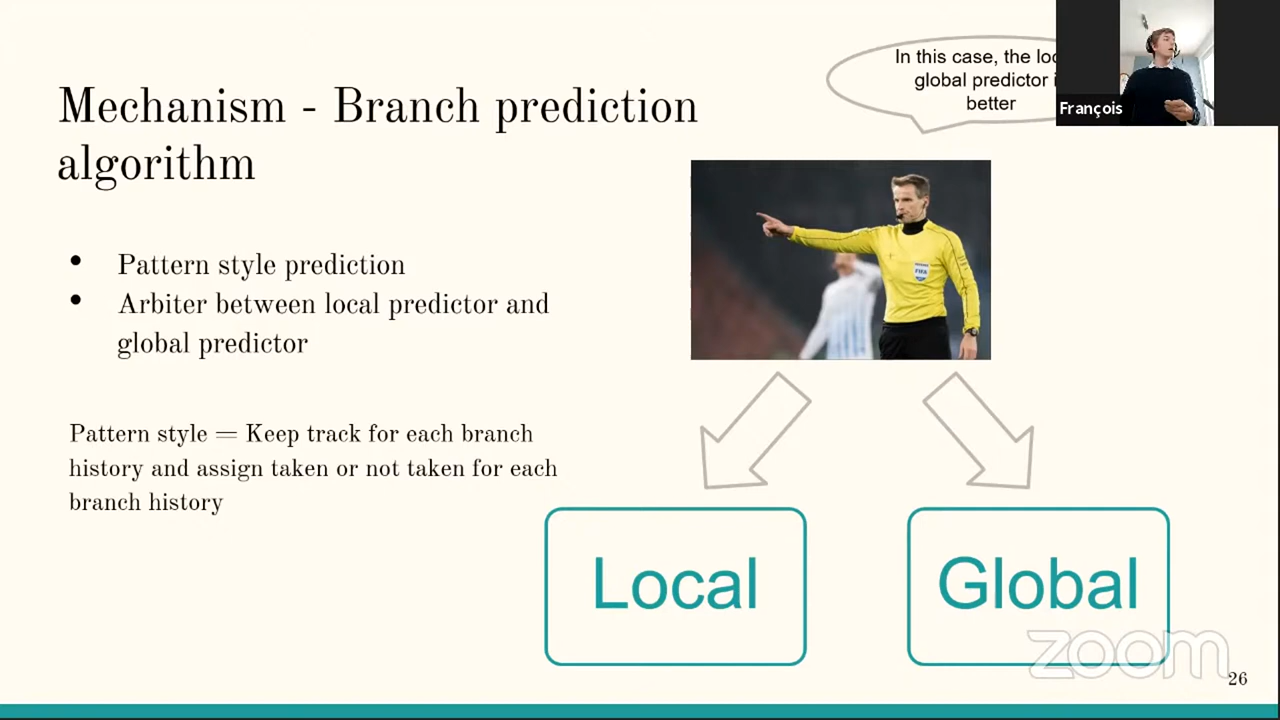 In this case, the
global predictor
better
François
Mechanism - Branch prediction
algorithm
• Pattern style prediction
• Arbiter between local predictor and
global predictor
FIFA
Pattern style = Keep track for each branch
history and assign taken or not taken for each
branch history
Local
Global
zoom
26